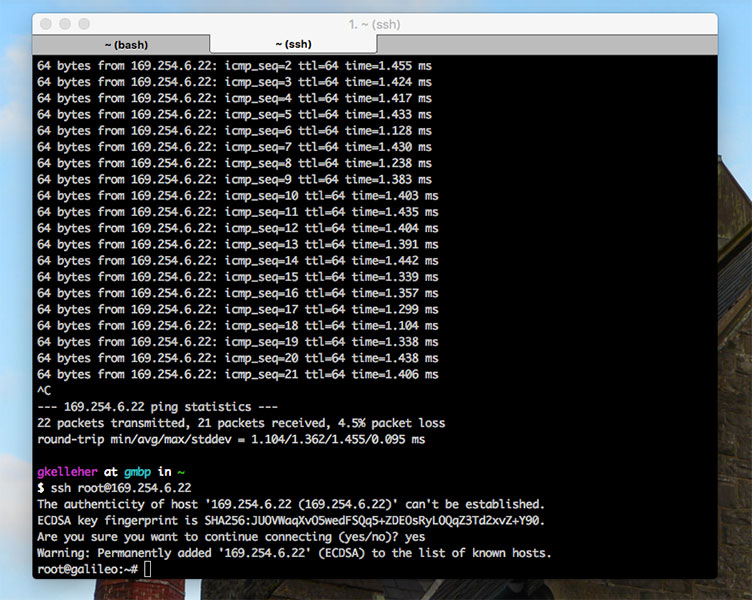 1. ~ (ssh)
~ (bash)
~ (ssh)
64 bytes from 169.254.6.22: icmp_seq=2 ttl=64 time=1.455 ms
64 bytes from 169.254.6.22: icmp_seq=3 ttl=64 time=1.424 ms
64 bytes from 169.254.6.22: icmp_seq=4 ttl=64 time=1.417 ms
64 bytes from 169.254.6.22: icmp_seq=5 ttl=64 time=1.433 ms
64 bytes from 169.254.6.22: icmp_seq=6 ttl=64 time=1.128 ms
64 bytes from 169.254.6.22: icmp_seq=7 ttl=64 time=1.430 ms
64 bytes from 169.254.6.22: icmp_seq=8 ttl=64 time=1.238 ms
64 bytes from 169.254.6.22: icmp_seq=9 ttl=64 time=1.383 ms
64 bytes from 169.254.6.22: icmp_seq=10 ttl=64 time=1.403 ms
64 bytes from 169.254.6.22: icmp_seq=11 ttl=64 time=1.435 ms
64 bytes from 169.254.6.22: icmp_seq=12 ttl=64 time=1.404 ms
64 bytes from 169.254.6.22: icmp_seq=13 ttl=64 time=1.391 ms
64 bytes from 169.254.6.22: icmp_seq=14 ttl=64 time=1.442 ms
64 bytes from 169.254.6.22: icmp_seq=15 ttl=64 time=1.339 ms
64 bytes from 169.254.6.22: icmp_seq=16 ttl=64 time=1.357 ms
64 bytes from 169.254.6.22: icmp_seq=17 ttl=64 time=1.299 ms
64 bytes from 169.254.6.22: icmp_seq=18 ttl=64 time=1.104 ms
64 bytes from 169.254.6.22: icmp_seq=19 ttl=64 time=1.338 ms
64 bytes from 169.254.6.22: icmp_seq=20 ttl=64 time=1.438 ms
64 bytes from 169.254.6.22: icmp_seq=21 ttl=64 time=1.406 ms
^C
--- 169.254.6.22 ping statistics ---
22 packets transmitted, 21 packets received, 4.5% packet loss
round-trip min/avg/max/stddev = 1.104/1.362/1.455/0.095 ms
gkelleher at gmbp in ~
$ ssh root@169.254.6.22
The authenticity of host '169.254.6.22 (169.254.6.22)' can't be established.
ECDSA key fingerprint is SHA256:JUOVWaqXvO5wedFSQq5+ZDEOsRyLOQqZ3Td2xvZ+Y90.
Are you sure you want to continue connecting (yes/no)? yes
Warning: Permanently added '169.254.6.22' (ECDSA) to the list of known hosts.
root@galileo:~#